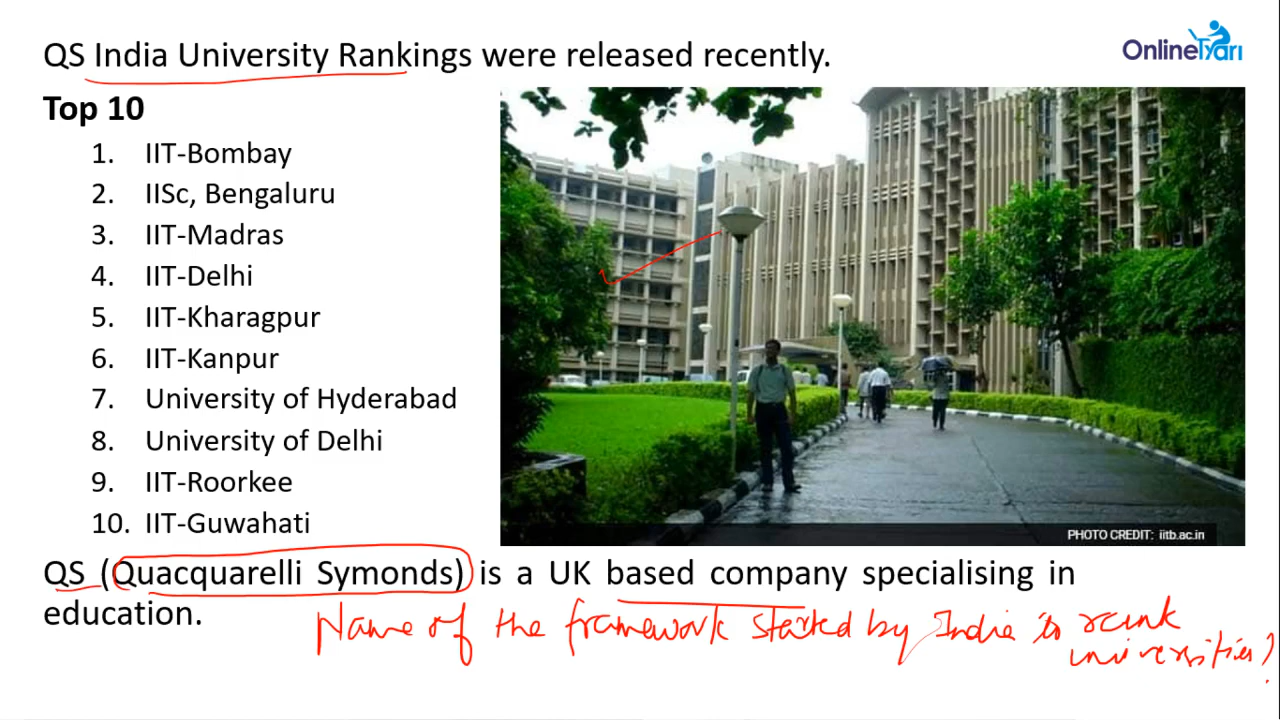 QS India University Rankings were released recently.
OnlineTyari
Top 10
1. IIT-Bombay
2. IISc, Bengaluru
3. IIT-Madras
4. IIT-Delhi
5. IIT-Kharagpur
6. IIT-Kanpur
7. University of Hyderabad
8. University of Delhi
9. IIT-Roorkee
10. IIT-Guwahati
PHOTO CREDIT: iitb.ac.in
QS (Quacquarelli Symonds) is a UK based company specialising in
education.
Name of the framework started by India to rank
universities?